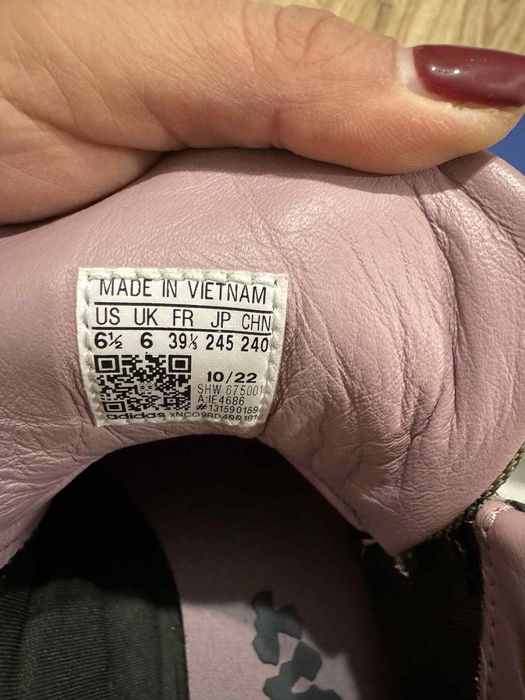 MADE IN VIETNAM
US UK FR JP CHN
6½ 6 39⅓ 245 240
10/22
SHW 675001
A:IE4686
#:131590159
adidas